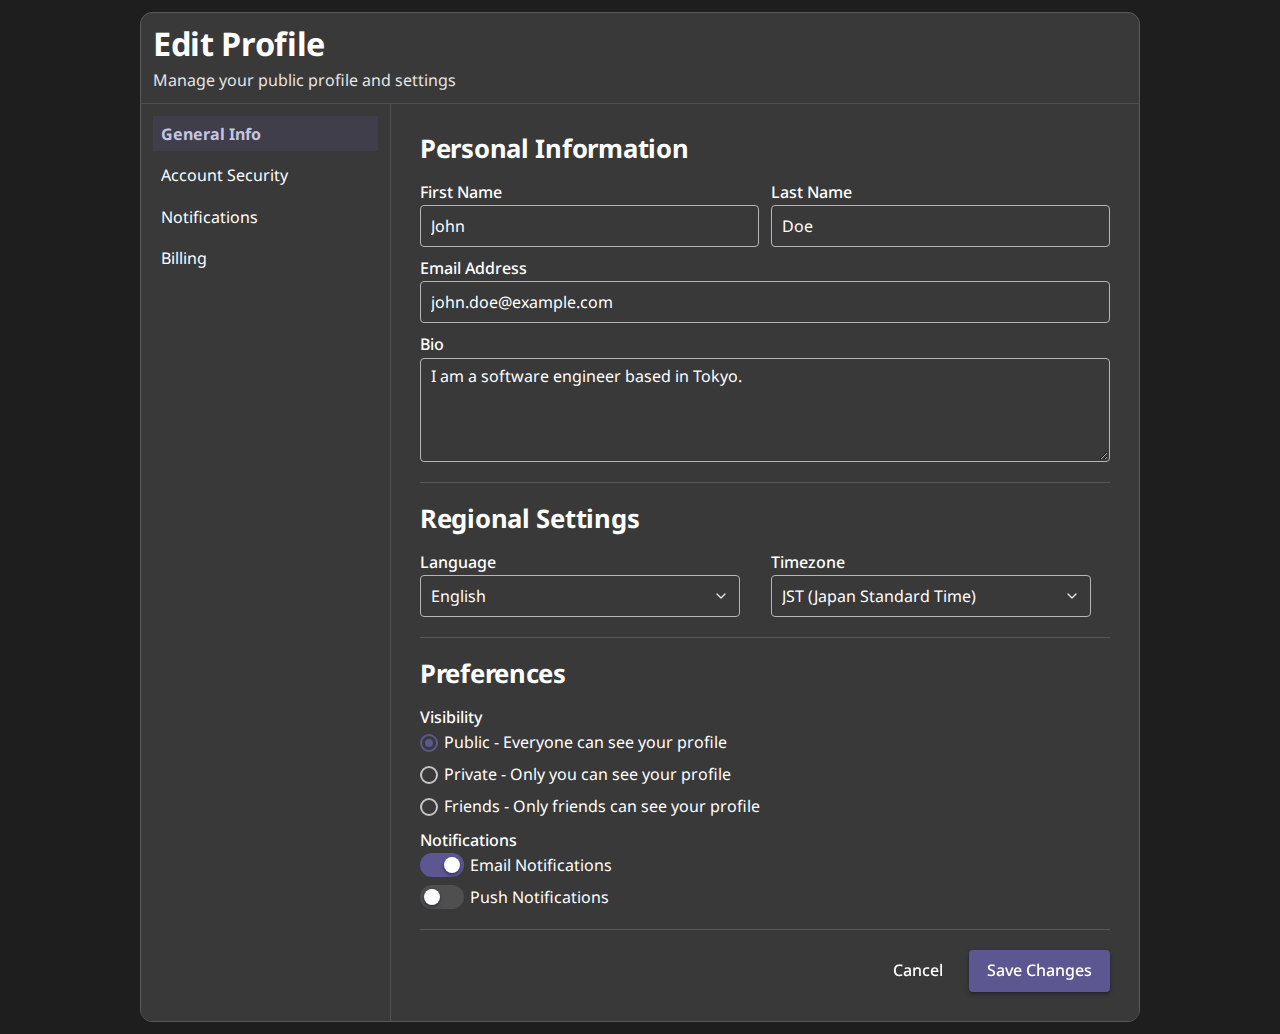 Edit Profile
Manage your public profile and settings
General Info
Account Security
Notifications
Billing
Personal Information
First Name
Last Name
John
Doe
Email Address
john.doe@example.com
Bio
I am a software engineer based in Tokyo.
Regional Settings
Language
Timezone
English
JST (Japan Standard Time)
Preferences
Visibility
Public - Everyone can see your profile
Private - Only you can see your profile
Friends - Only friends can see your profile
Notifications
Email Notifications
Push Notifications
Cancel
Save Changes